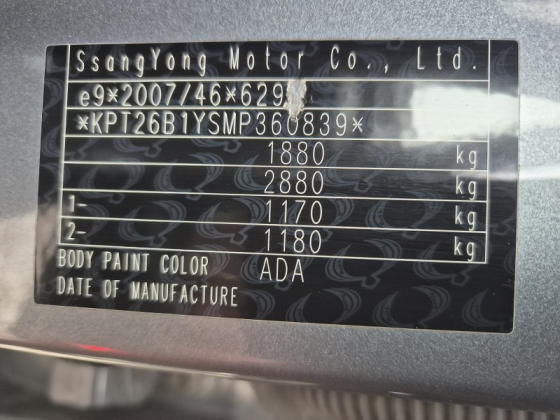 SsangYong Motor Co., Ltd.
e9*2007/46*629
*KPT26B1YSMP360839*
1880 kg
2880 kg
1- 1170 kg
2- 1180 kg
BODY PAINT COLOR ADA
DATE OF MANUFACTURE